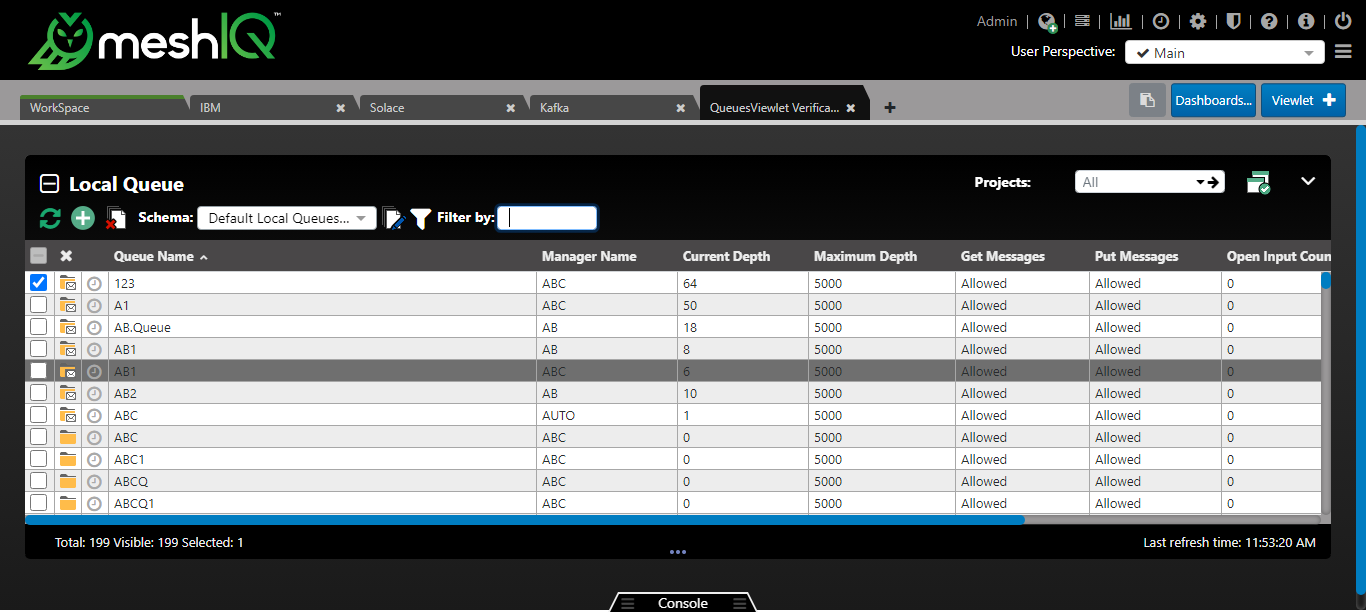 meshIQ™
Admin
User Perspective: Main
WorkSpace IBM Solace Kafka QueuesViewlet Verifica... Dashboards... Viewlet
Local Queue Projects: All
Schema: Default Local Queues... Filter by:
Queue Name Manager Name Current Depth Maximum Depth Get Messages Put Messages Open Input Coun
123 ABC 64 5000 Allowed Allowed 0
A1 ABC 50 5000 Allowed Allowed 0
AB.Queue AB 18 5000 Allowed Allowed 0
AB1 AB 8 5000 Allowed Allowed 0
AB1 ABC 6 5000 Allowed Allowed 0
AB2 AB 10 5000 Allowed Allowed 0
ABC AUTO 1 5000 Allowed Allowed 0
ABC ABC 0 5000 Allowed Allowed 0
ABC1 ABC 0 5000 Allowed Allowed 0
ABCQ ABC 0 5000 Allowed Allowed 0
ABCQ1 ABC 0 5000 Allowed Allowed 0
Total: 199 Visible: 199 Selected: 1 Last refresh time: 11:53:20 AM
Console